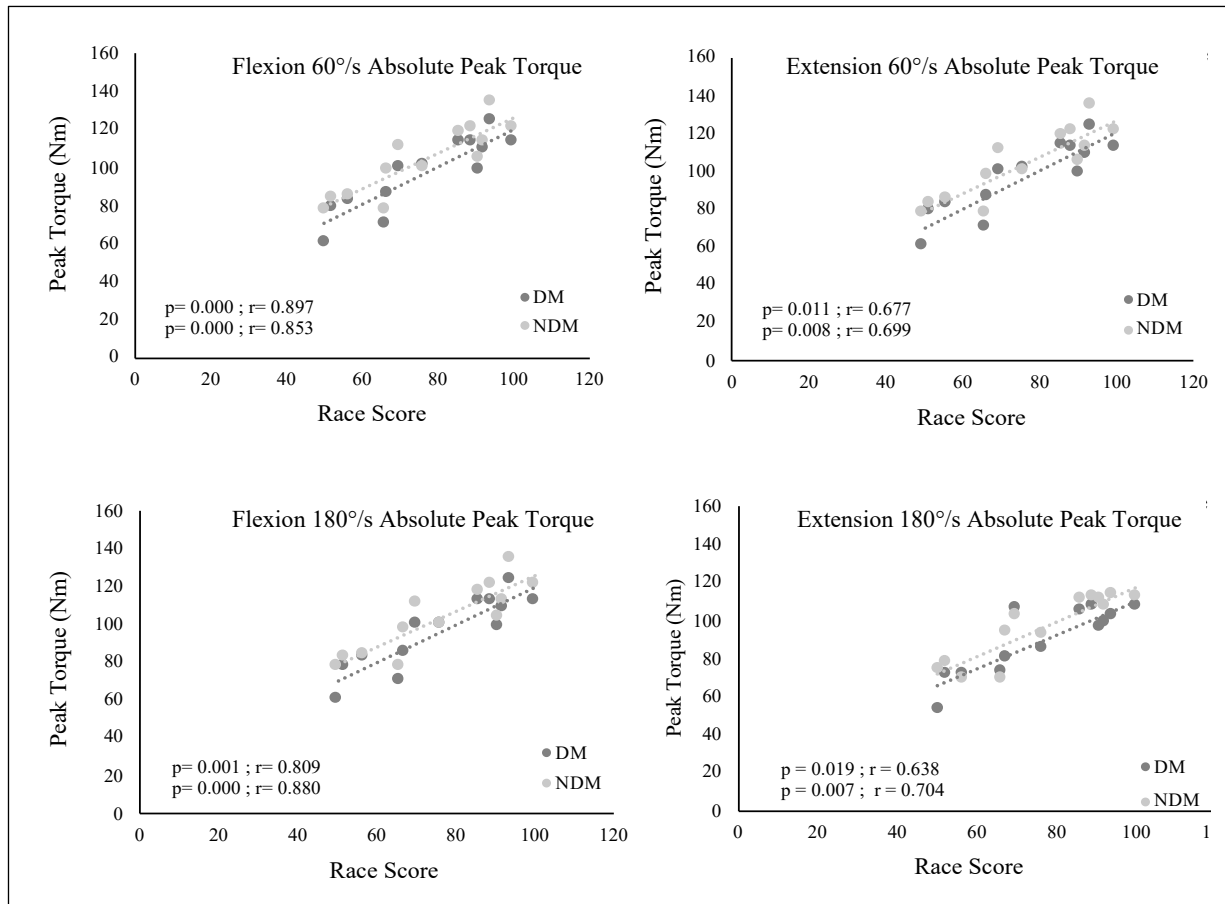 Flexion 60°/s Absolute Peak Torque
160
140
120
100
80
60
40
20
0
Peak Torque (Nm)
p= 0.000 ; r= 0.897
p= 0.000 ; r= 0.853
DM
NDM
0 20 40 60 80 100 120
Race Score
Extension 60°/s Absolute Peak Torque
160
140
120
100
80
60
40
20
0
Peak Torque (Nm)
p= 0.011 ; r= 0.677
p= 0.008 ; r= 0.699
DM
NDM
0 20 40 60 80 100 120
Race Score
Flexion 180°/s Absolute Peak Torque
160
140
120
100
80
60
40
20
0
Peak Torque (Nm)
p= 0.001 ; r= 0.809
p= 0.000 ; r= 0.880
DM
NDM
0 20 40 60 80 100 120
Race Score
Extension 180°/s Absolute Peak Torque
160
140
120
100
80
60
40
20
0
Peak Torque (Nm)
p = 0.019 ; r = 0.638
p = 0.007 ; r = 0.704
DM
NDM
0 20 40 60 80 100
Race Score